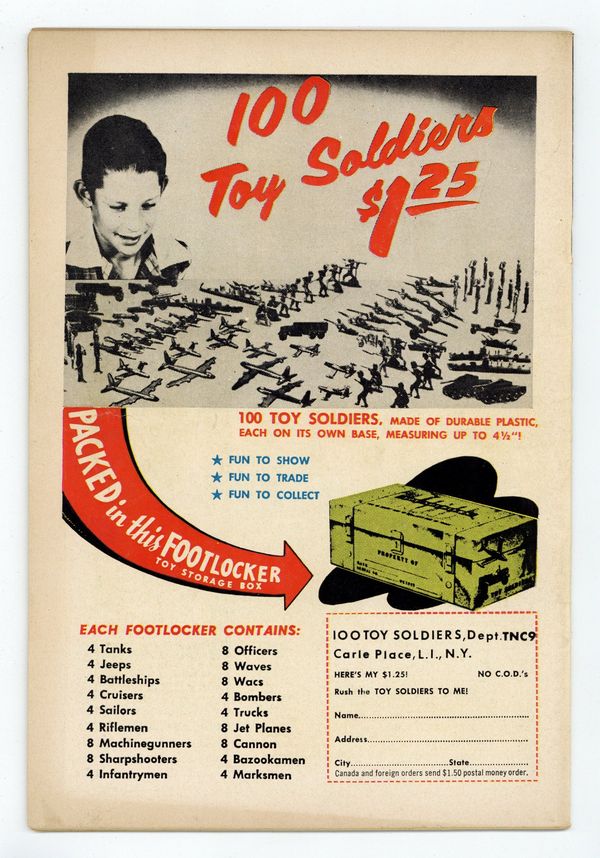 100
Toy Soldiers
$1.25
100 TOY SOLDIERS, MADE OF DURABLE PLASTIC,
EACH ON ITS OWN BASE, MEASURING UP TO 4½"!
★ FUN TO SHOW
★ FUN TO TRADE
★ FUN TO COLLECT
PACKED in this FOOTLOCKER
TOY STORAGE BOX
PROPERTY OF
EACH FOOTLOCKER CONTAINS:
4 Tanks
4 Jeeps
4 Battleships
4 Cruisers
4 Sailors
4 Riflemen
8 Machinegunners
8 Sharpshooters
4 Infantrymen
8 Officers
8 Waves
8 Wacs
4 Bombers
4 Trucks
8 Jet Planes
8 Cannon
4 Bazookamen
4 Marksmen
100 TOY SOLDIERS, Dept. TNC9
Carle Place, L.I., N.Y.
HERE'S MY $1.25! NO C.O.D.'s
Rush the TOY SOLDIERS TO ME!
Name
Address
City State
Canada and foreign orders send $1.50 postal money order.